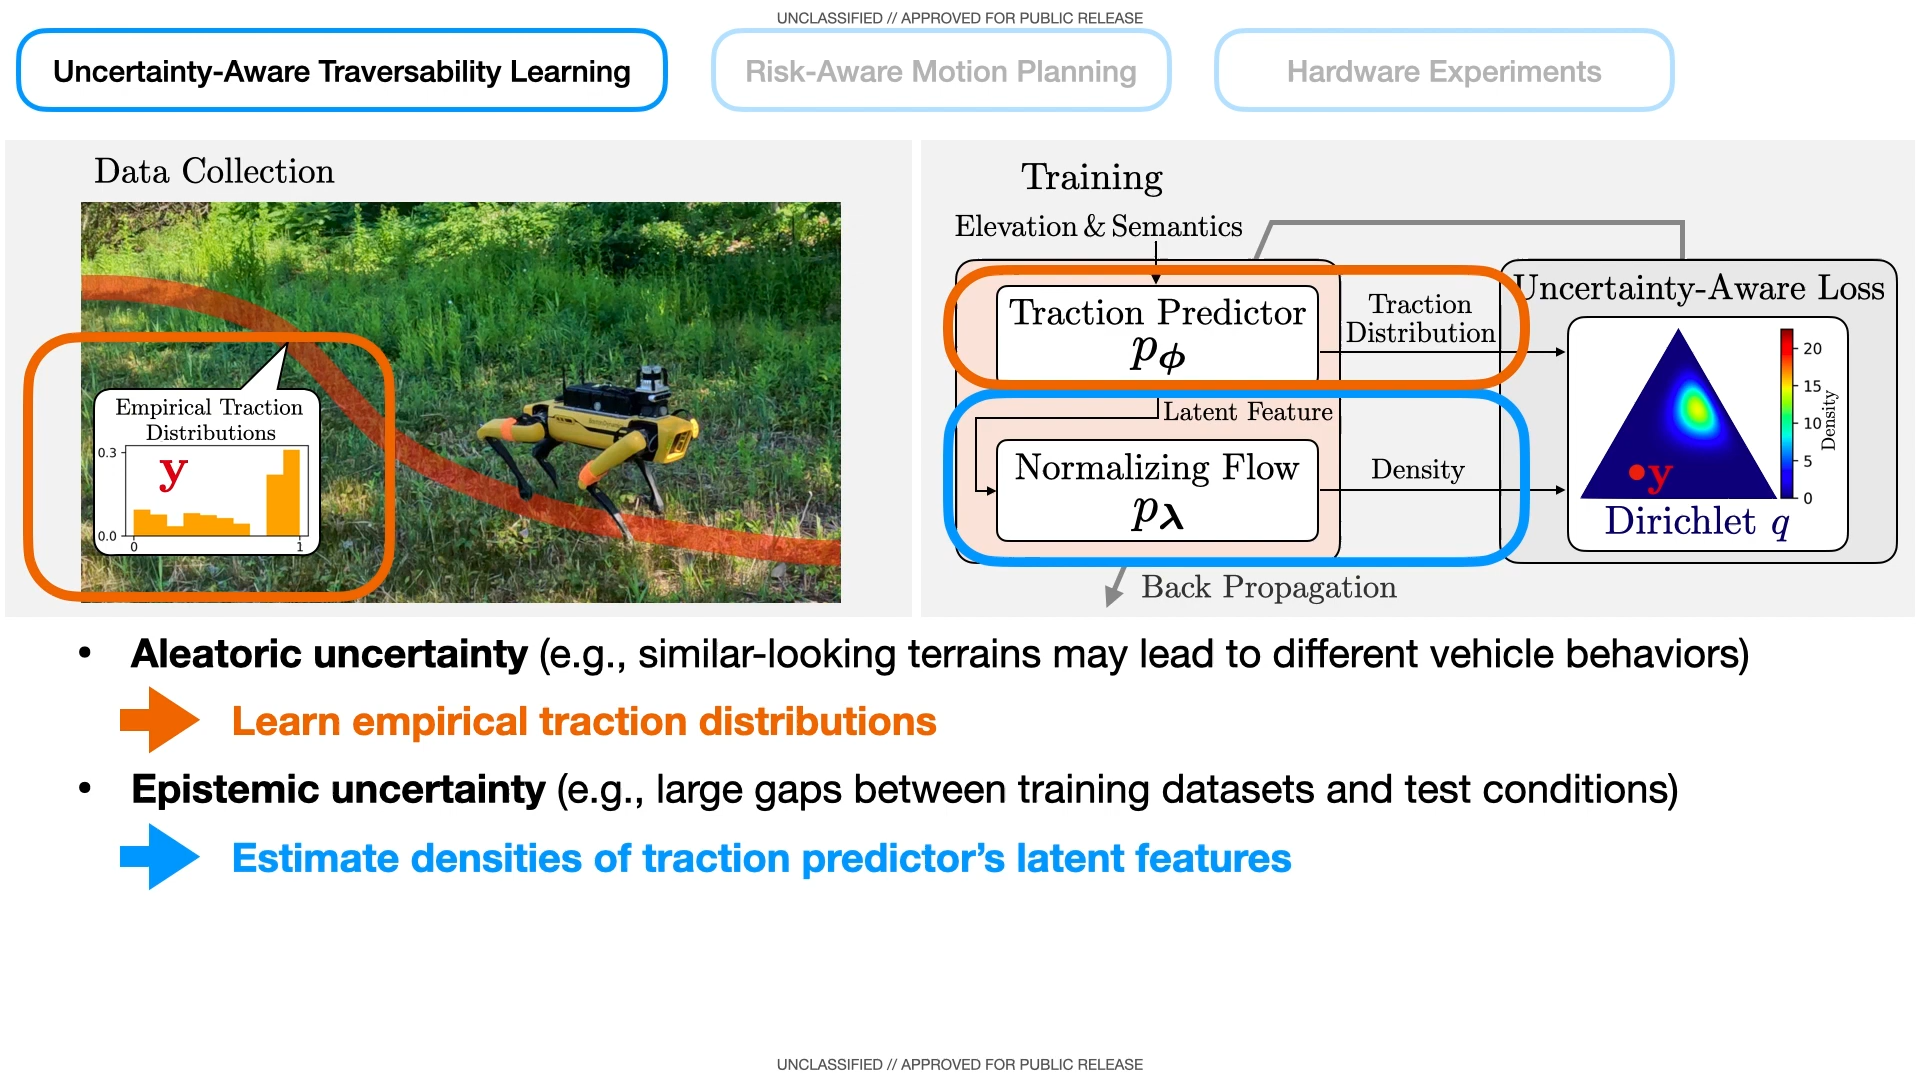 UNCLASSIFIED // APPROVED FOR PUBLIC RELEASE
Uncertainty-Aware Traversability Learning
Risk-Aware Motion Planning
Hardware Experiments
Data Collection
Empirical Traction
Distributions
0.3
y
0.0
0
1
Training
Elevation & Semantics
Traction Predictor
pϕ
Traction
Distribution
Latent Feature
Normalizing Flow
pλ
Density
Back Propagation
Uncertainty-Aware Loss
20
15
10
5
0
Density
y
Dirichlet q
• Aleatoric uncertainty (e.g., similar-looking terrains may lead to different vehicle behaviors)
Learn empirical traction distributions
• Epistemic uncertainty (e.g., large gaps between training datasets and test conditions)
Estimate densities of traction predictor’s latent features
UNCLASSIFIED // APPROVED FOR PUBLIC RELEASE